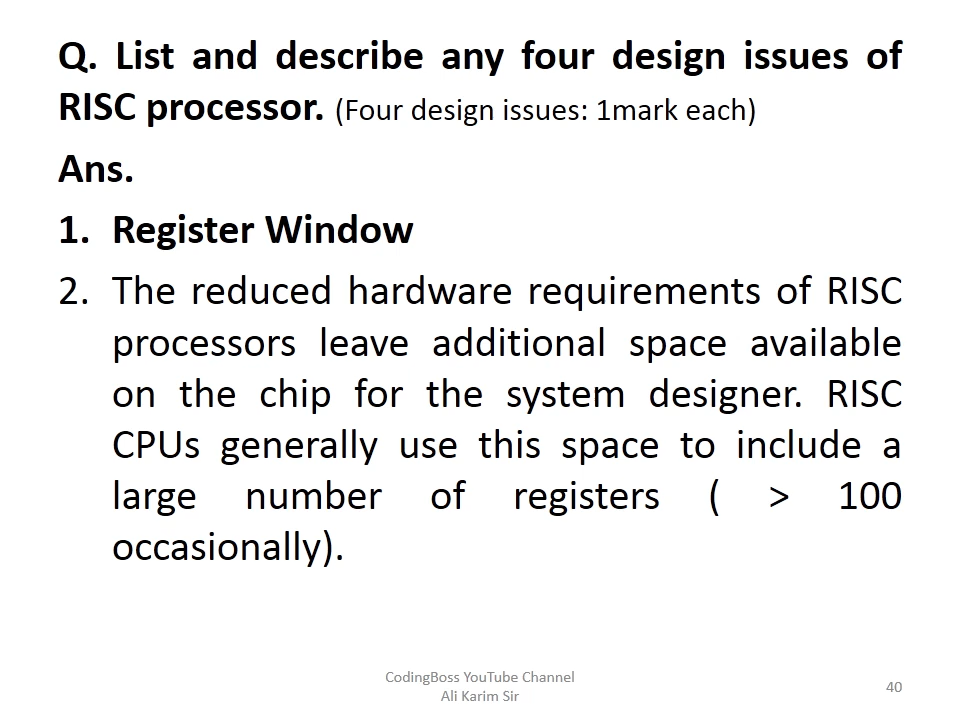 Q. List and describe any four design issues of
RISC processor. (Four design issues: 1mark each)
Ans.
1. Register Window
2. The reduced hardware requirements of RISC
processors leave additional space available
on the chip for the system designer. RISC
CPUs generally use this space to include a
large number of registers ( > 100
occasionally).
CodingBoss YouTube Channel
Ali Karim Sir
40